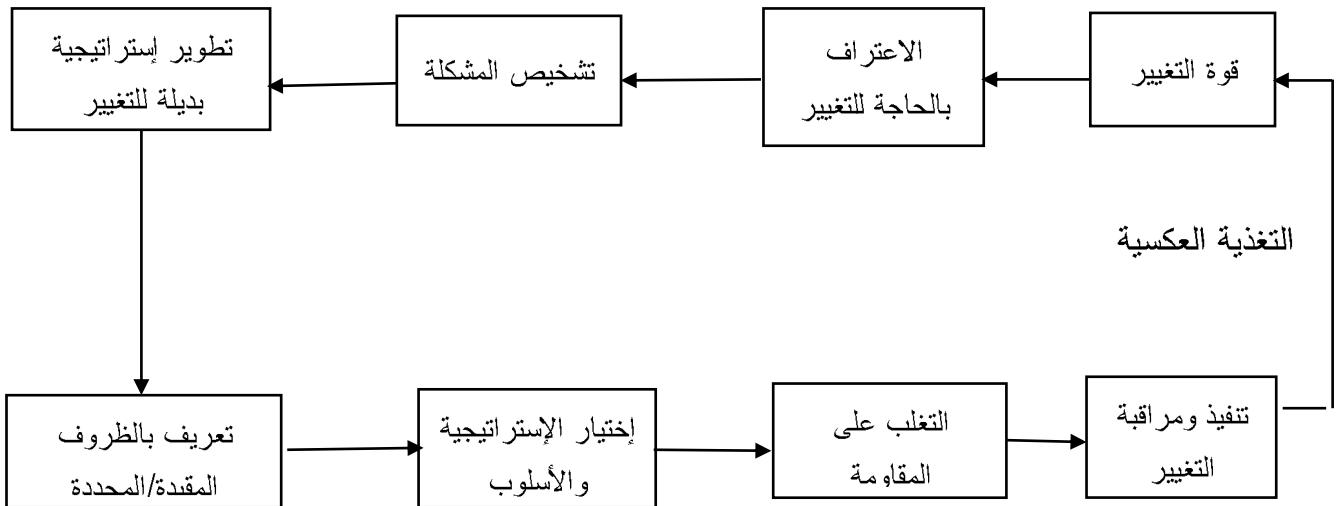 قوة التغيير
الاعتراف
بالحاجة للتغيير
تشخيص المشكلة
تطوير إستراتيجية
بديلة للتغيير
التغذية العكسية
تعريف بالظروف
المقيدة/المحددة
إختيار الإستراتيجية
والأسلوب
التغلب على
المقاومة
تنفيذ ومراقبة
التغيير